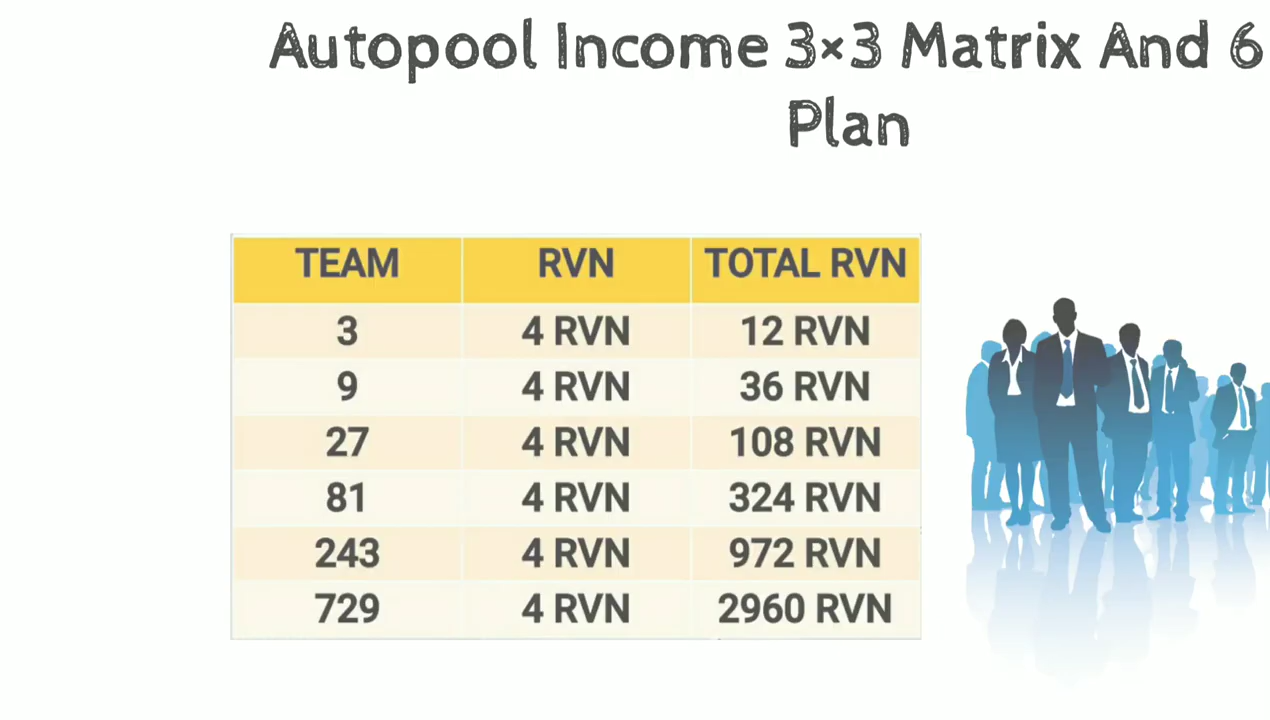 Autopool Income 3×3 Matrix And 6
Plan
TEAM RVN TOTAL RVN
3 4 RVN 12 RVN
9 4 RVN 36 RVN
27 4 RVN 108 RVN
81 4 RVN 324 RVN
243 4 RVN 972 RVN
729 4 RVN 2960 RVN